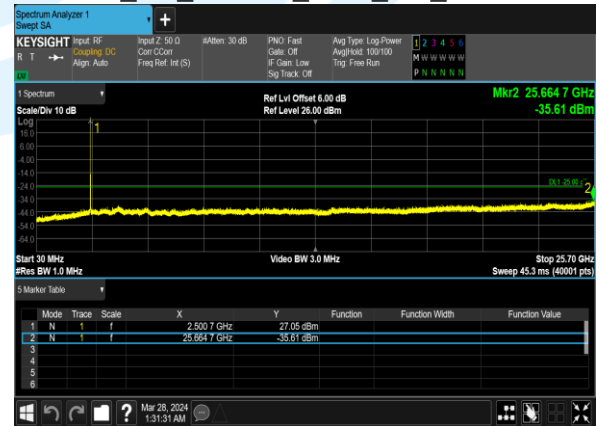 Spectrum Analyzer 1
Swept SA
KEYSIGHT
R T
LV
Input: RF
Coupling: DC
Align: Auto
Input Z: 50 Ω
Corr CCorr
Freq Ref: Int (S)
#Atten: 30 dB
PNO: Fast
Gate: Off
IF Gain: Low
Sig Track: Off
Avg Type: Log-Power
Avg|Hold: 100/100
Trig: Free Run
1 2 3 4 5 6
M W W W W W
P N N N N N
1 Spectrum
Scale/Div 10 dB
Ref Lvl Offset 6.00 dB
Ref Level 26.00 dBm
Mkr2 25.664 7 GHz
-35.61 dBm
Log
16.0
6.00
-4.00
-14.0
-24.0
-34.0
-44.0
-54.0
-64.0
1
2
Start 30 MHz
#Res BW 1.0 MHz
Video BW 3.0 MHz
Stop 25.70 GHz
Sweep 45.3 ms (40001 pts)
5 Marker Table
Mode Trace Scale X Y Function Function Width Function Value
1 N 1 f 2.500 7 GHz 27.05 dBm
2 N 1 f 25.664 7 GHz -35.61 dBm
3
4
5
6
Mar 28, 2024
1:31:31 AM